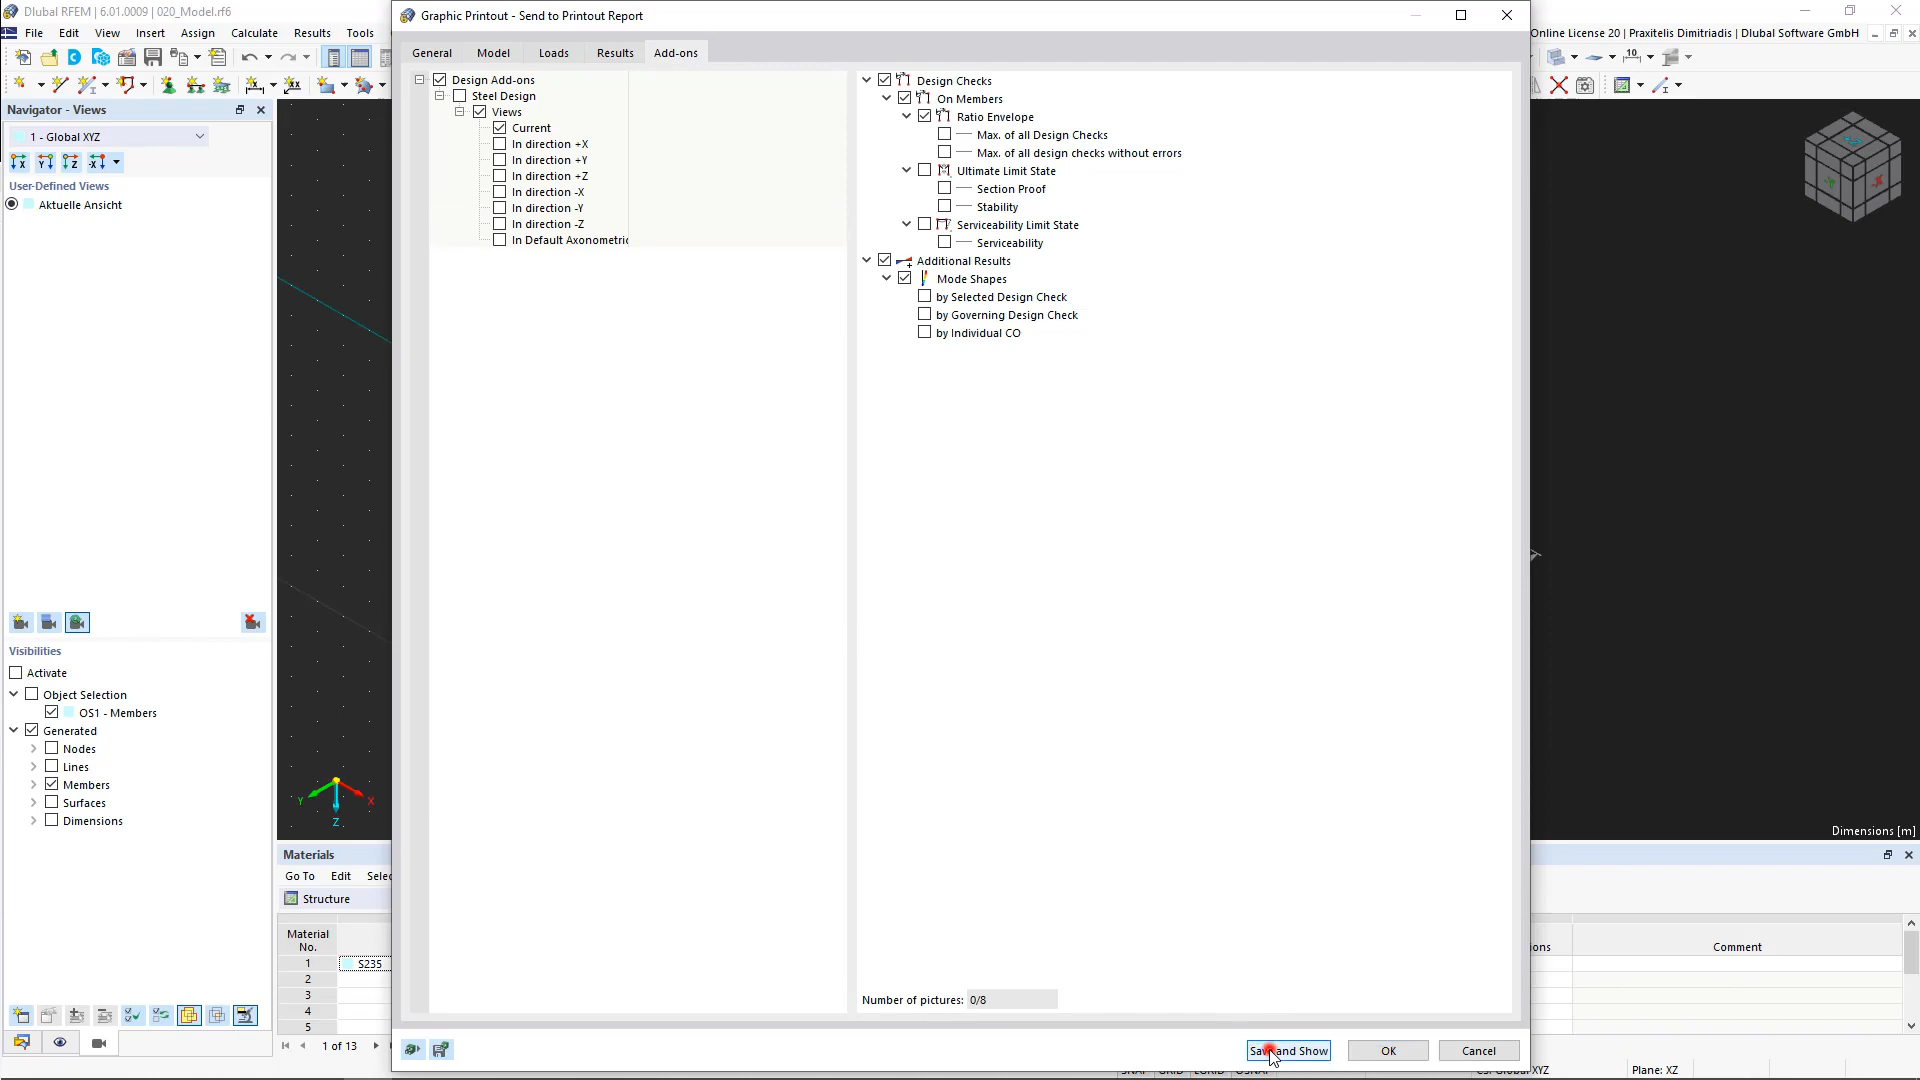 Dlubal RFEM | 6.01.0009 | 020_Model.rf6
Graphic Printout - Send to Printout Report
File Edit View Insert Assign Calculate Results Tools
Online License 20 | Praxitelis Dimitriadis | Dlubal Software GmbH
General Model Loads Results Add-ons
Navigator - Views
1 - Global XYZ
User-Defined Views
Aktuelle Ansicht
Design Add-ons
Steel Design
Views
Current
In direction +X
In direction +Y
In direction +Z
In direction -X
In direction -Y
In direction -Z
In Default Axonometric
Design Checks
On Members
Ratio Envelope
Max. of all Design Checks
Max. of all design checks without errors
Ultimate Limit State
Section Proof
Stability
Serviceability Limit State
Serviceability
Additional Results
Mode Shapes
by Selected Design Check
by Governing Design Check
by Individual CO
Visibilities
Activate
Object Selection
OS1 - Members
Generated
Nodes
Lines
Members
Surfaces
Dimensions
Y X
Z
Dimensions [m]
Materials
Go To Edit Selec
Structure
Material
No.
1 S235
2
3
4
5
1 of 13
ions Comment
Number of pictures: 0/8
Save and Show OK Cancel
Plane: XZ